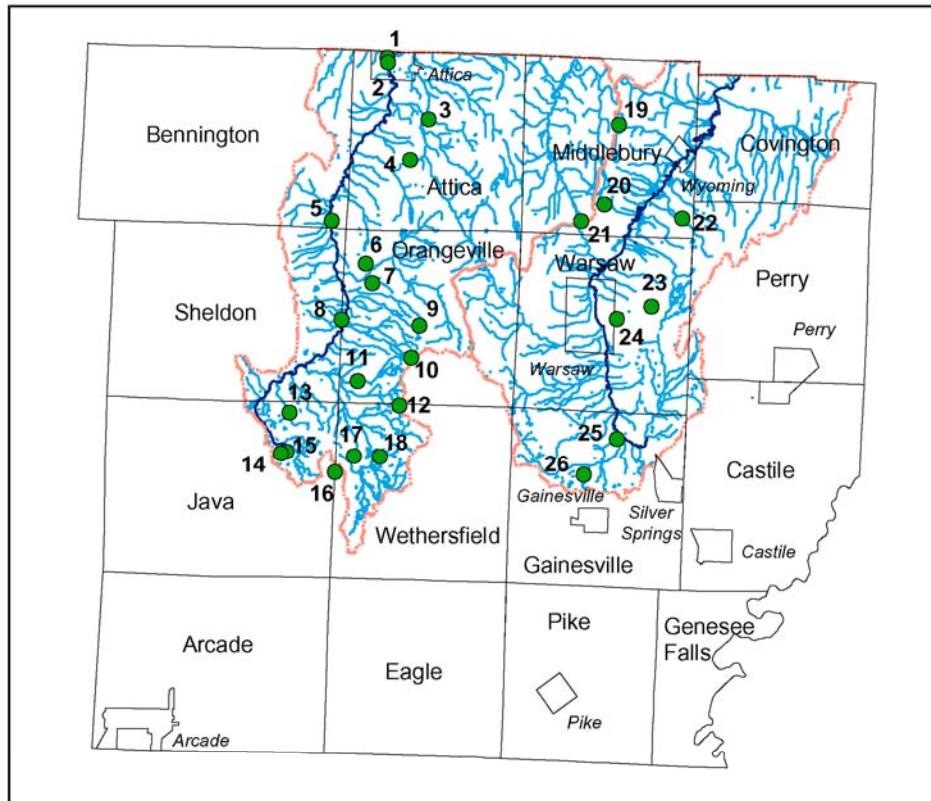 1
Attica
2
3
Bennington
19
Middlebury
Covington
4
Attica
20
Wyoming
5
21
22
6
Orangeville
7
Warsaw
23
Perry
Sheldon
8
9
24
Perry
10
Warsaw
11
13
12
17
18
25
15
14
16
26
Castile
Java
Gainesville
Silver
Springs
Wethersfield
Castile
Gainesville
Pike
Genesee
Falls
Arcade
Eagle
Pike
Arcade